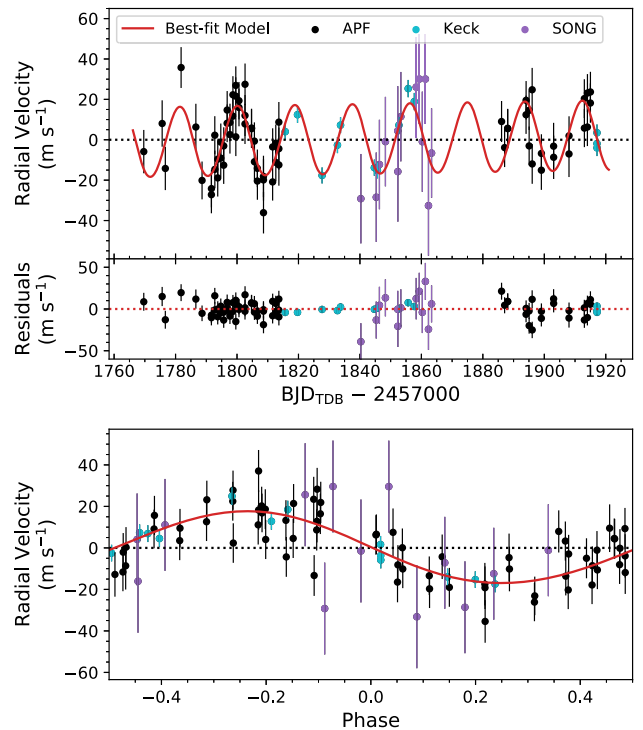 Best-fit Model APF Keck SONG
60
40
20
0
−20
−40
Radial Velocity
(m s⁻¹)
50
0
−50
Residuals
(m s⁻¹)
1760 1780 1800 1820 1840 1860 1880 1900 1920
BJD_TDB − 2457000
60
40
20
0
−20
−40
−60
Radial Velocity
(m s⁻¹)
−0.4 −0.2 0.0 0.2 0.4
Phase